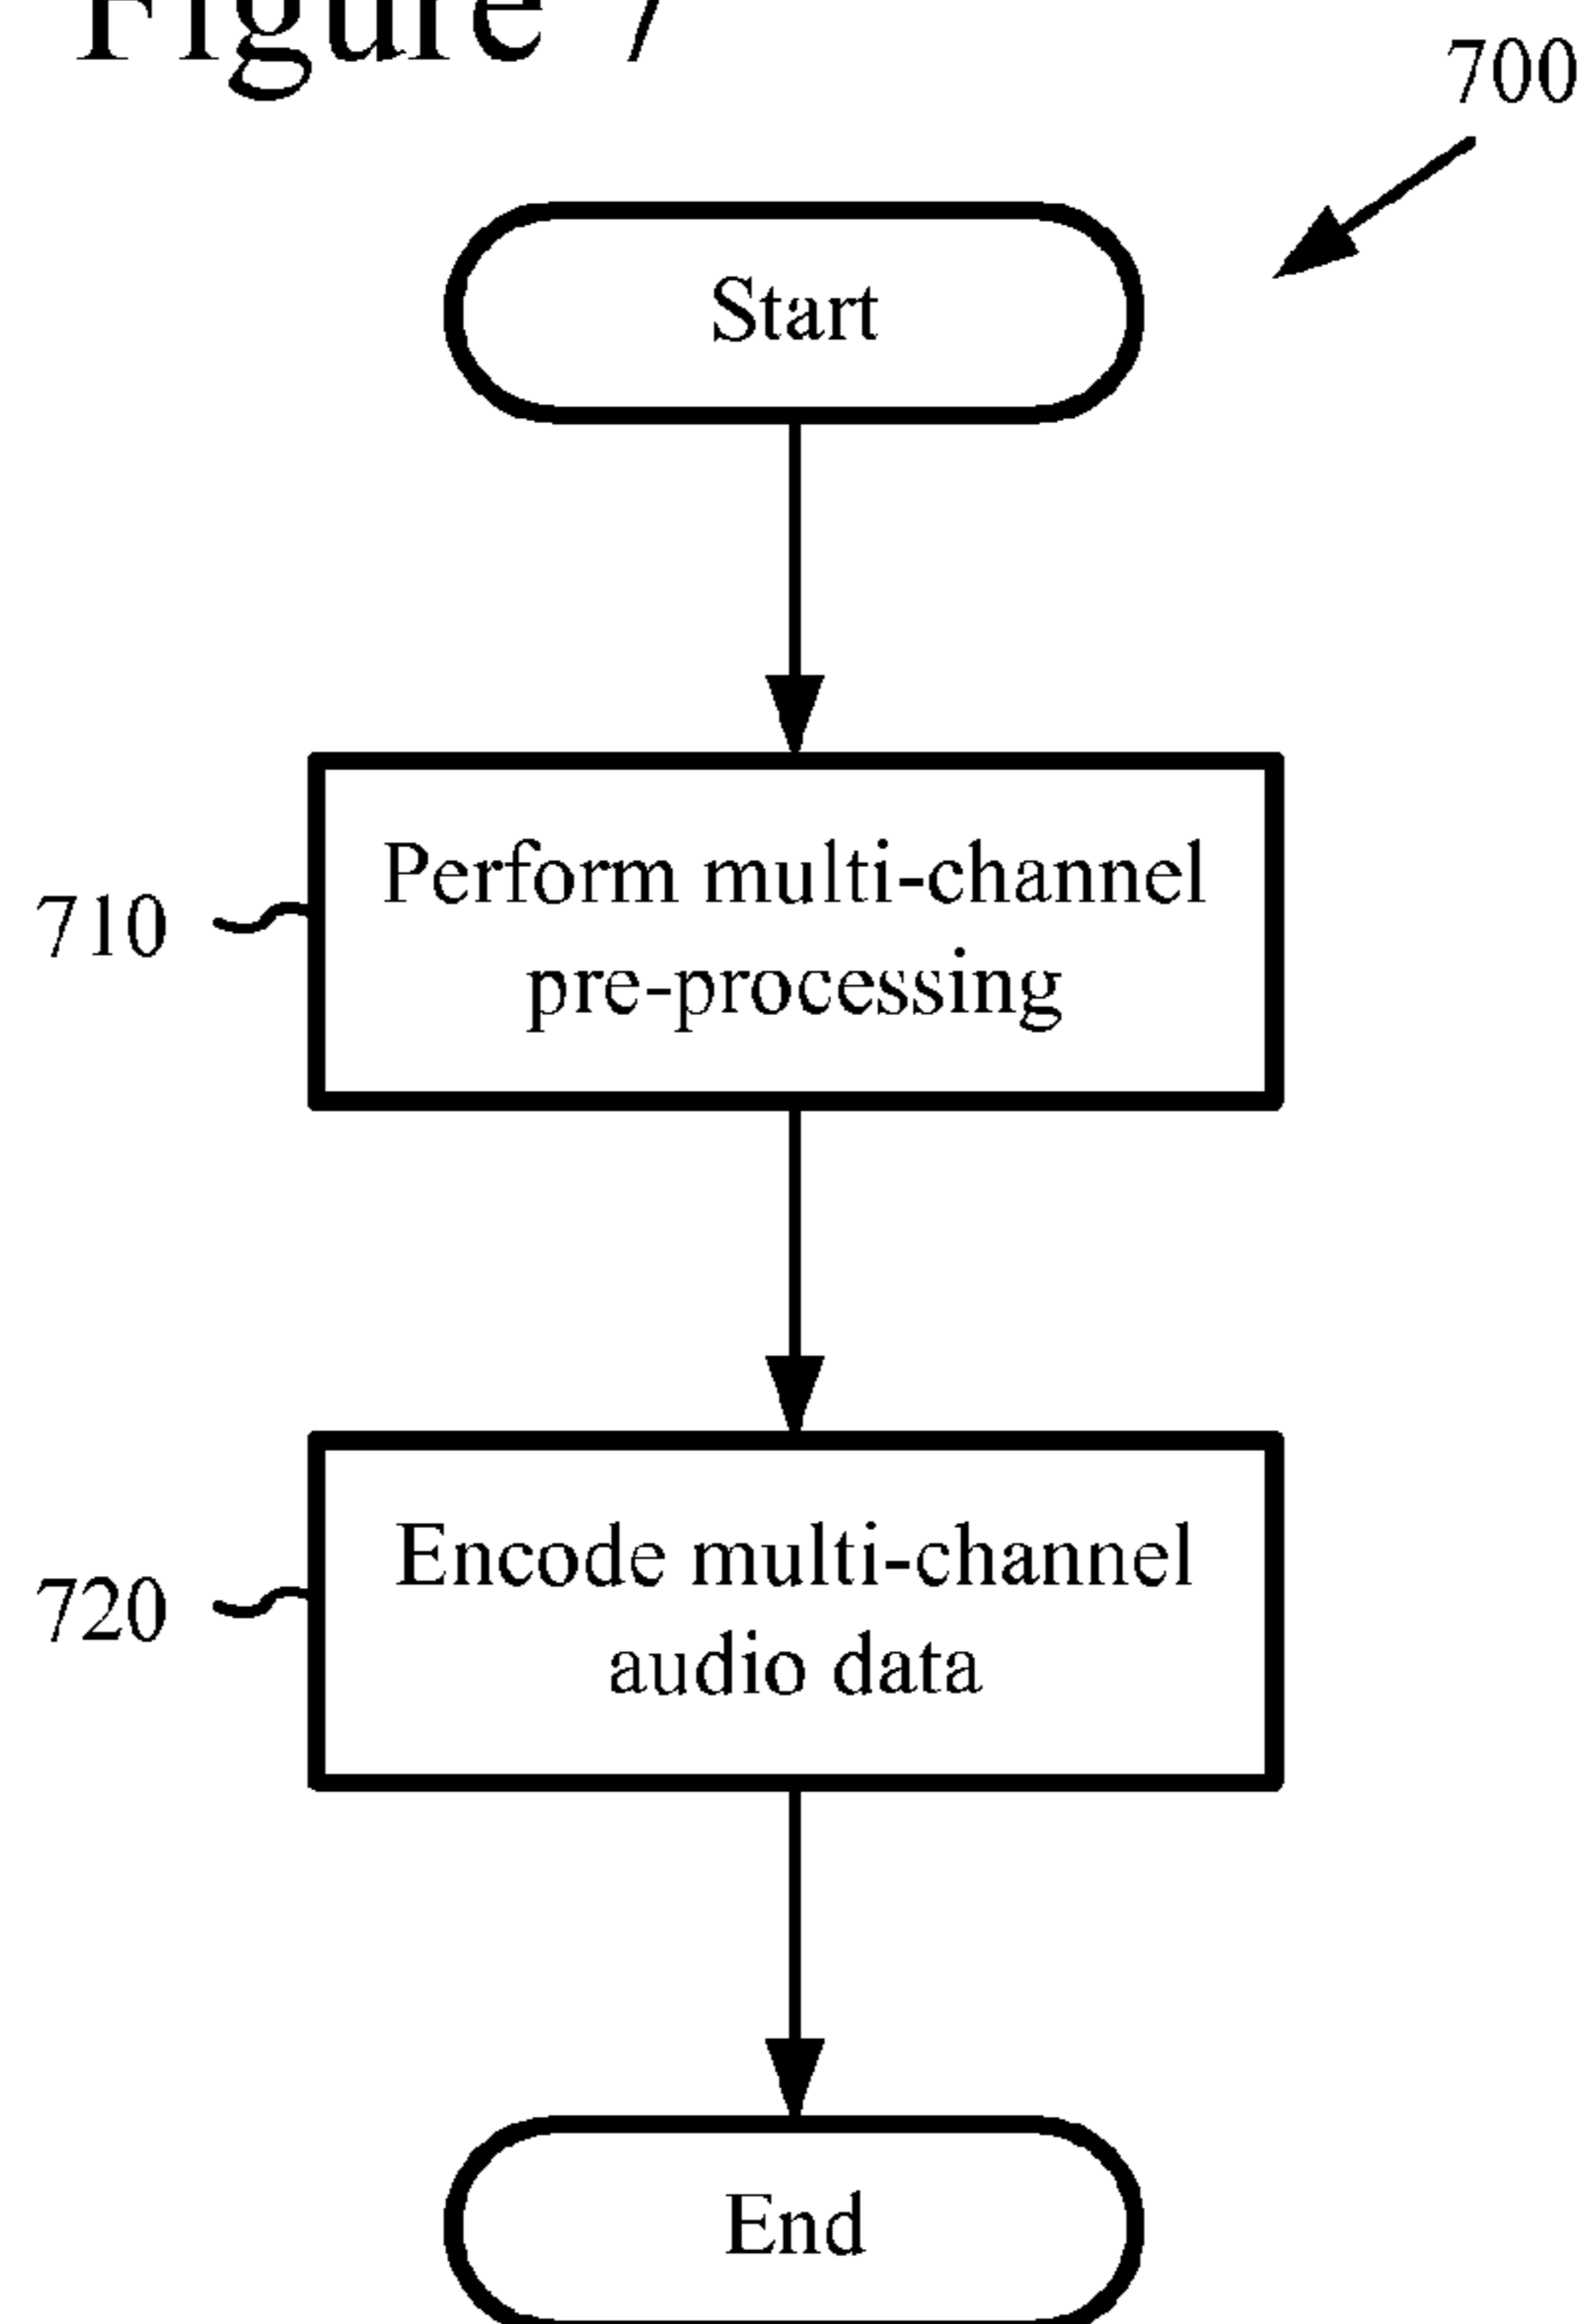 Figure 7
700
Start
Perform multi-channel
pre-processing
710
Encode multi-channel
audio data
720
End